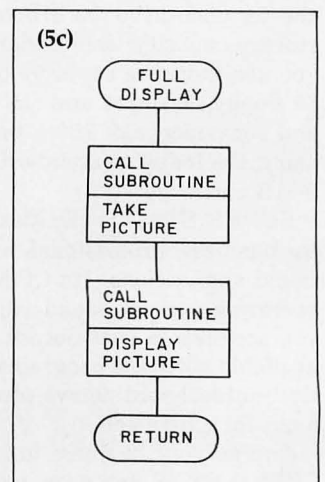 (5c)
FULL
DISPLAY
CALL
SUBROUTINE
TAKE
PICTURE
CALL
SUBROUTINE
DISPLAY
PICTURE
RETURN